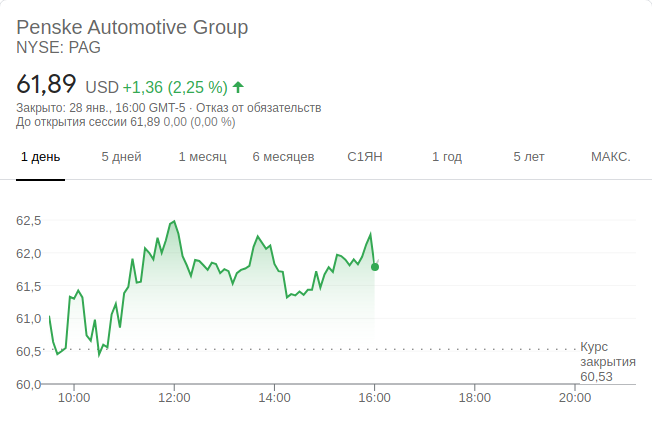 Penske Automotive Group
NYSE: PAG
61,89 USD +1,36 (2,25 %)
Закрыто: 28 янв., 16:00 GMT-5 · Отказ от обязательств
До открытия сессии 61,89 0,00 (0,00 %)
1 день 5 дней 1 месяц 6 месяцев С1ЯН 1 год 5 лет МАКС.
62,5
62,0
61,5
61,0
60,5
60,0
Курс
закрытия
60,53
10:00 12:00 14:00 16:00 18:00 20:00